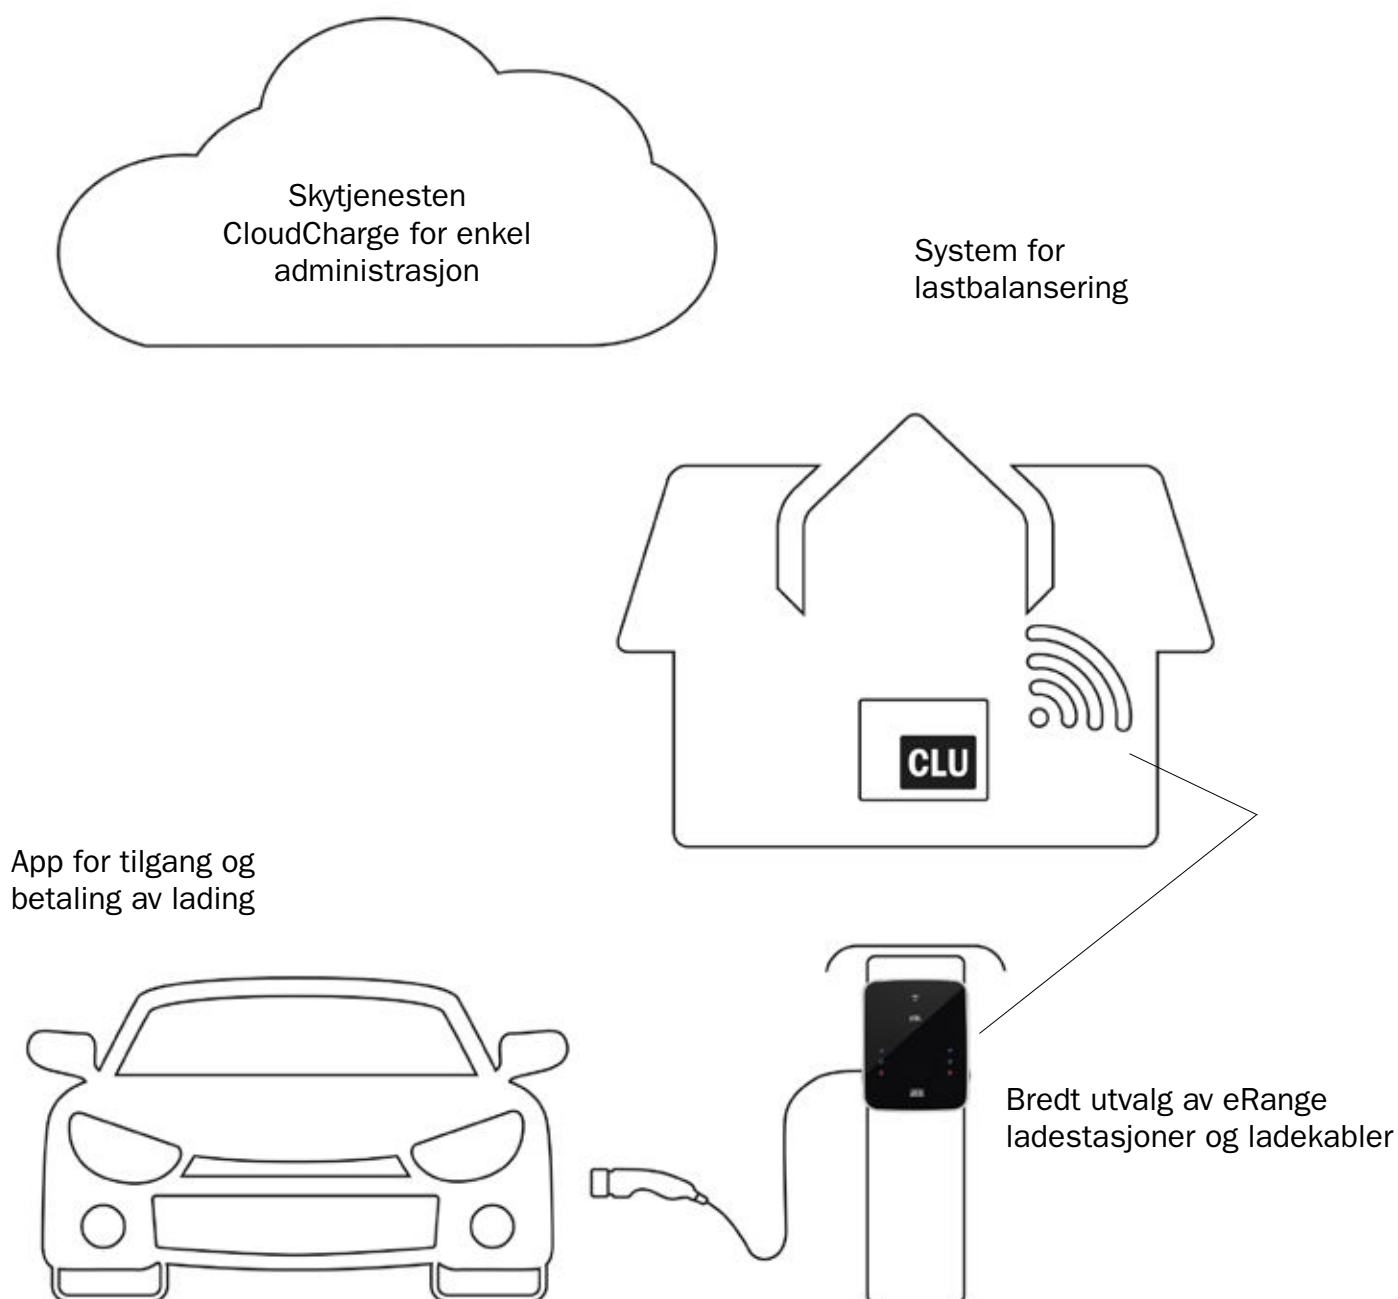 Skytjenesten
CloudCharge for enkel
administrasjon
System for
lastbalansering
CLU
App for tilgang og
betaling av lading
Bredt utvalg av eRange
ladestasjoner og ladekabler